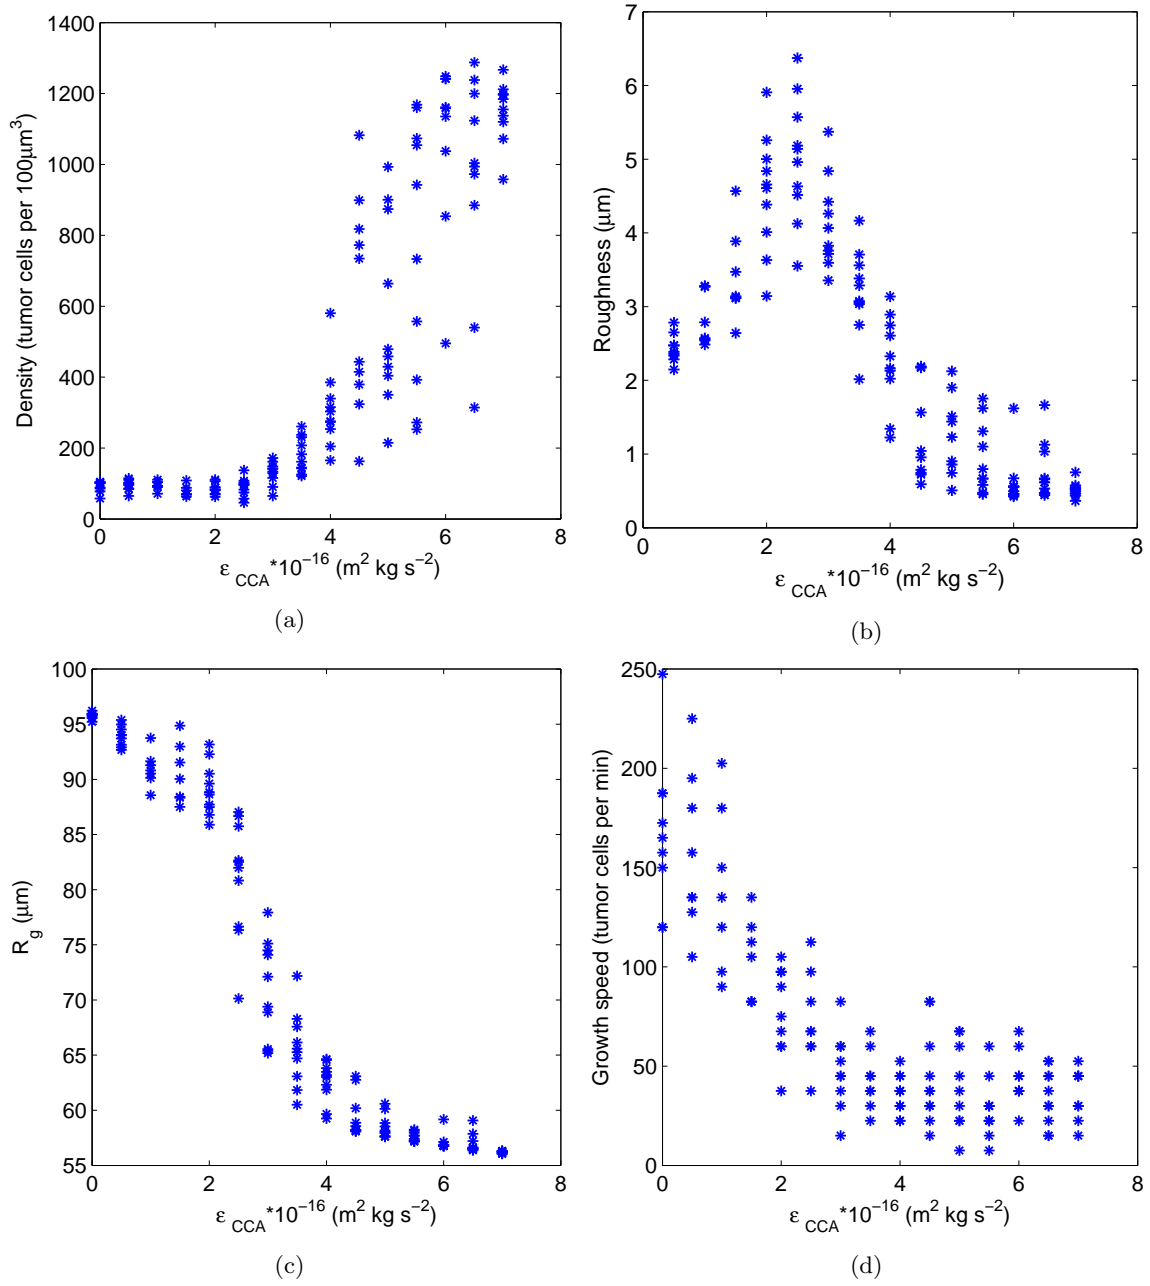 1400
1200
1000
800
600
400
200
0
0 2 4 6 8
Density (tumor cells per 100μm³)
ε CCA*10⁻¹⁶ (m² kg s⁻²)
(a)
7
6
5
4
3
2
1
0
0 2 4 6 8
Roughness (μm)
ε CCA*10⁻¹⁶ (m² kg s⁻²)
(b)
100
95
90
85
80
75
70
65
60
55
0 2 4 6 8
R_g (μm)
ε CCA*10⁻¹⁶ (m² kg s⁻²)
(c)
250
200
150
100
50
0
0 2 4 6 8
Growth speed (tumor cells per min)
ε CCA*10⁻¹⁶ (m² kg s⁻²)
(d)